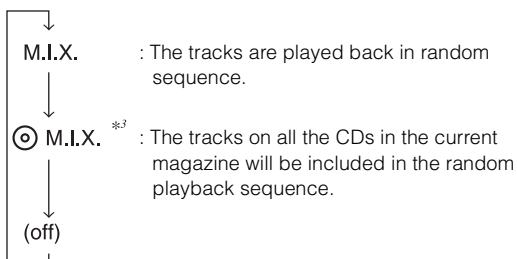 M.I.X. : The tracks are played back in random
sequence.
M.I.X. *3 : The tracks on all the CDs in the current
magazine will be included in the random
playback sequence.
(off)